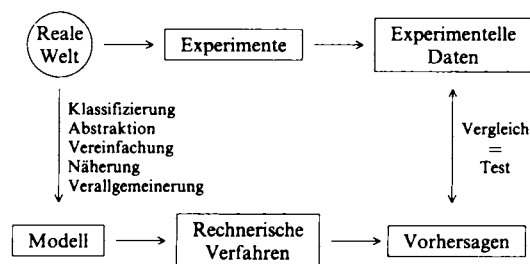 Reale
Welt
Experimente
Experimentelle
Daten
Klassifizierung
Abstraktion
Vereinfachung
Näherung
Verallgemeinerung
Vergleich
=
Test
Modell
Rechnerische
Verfahren
Vorhersagen